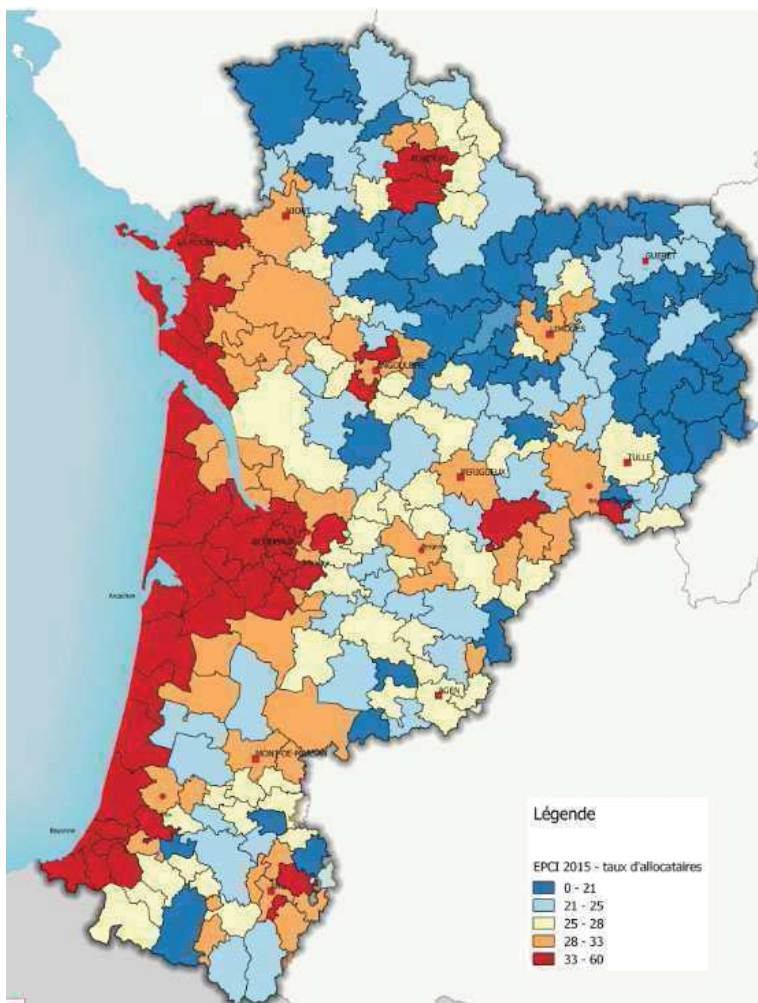 POITIERS
NIORT
LA ROCHELLE
GUERET
LIMOGES
ANGOULEME
TULLE
PERIGUEUX
BORDEAUX
Arcachon
AGEN
MONT-DE-MARSAN
Bayonne
Légende
EPCI 2015 - taux d'allocataires
0 - 21
21 - 25
25 - 28
28 - 33
33 - 60